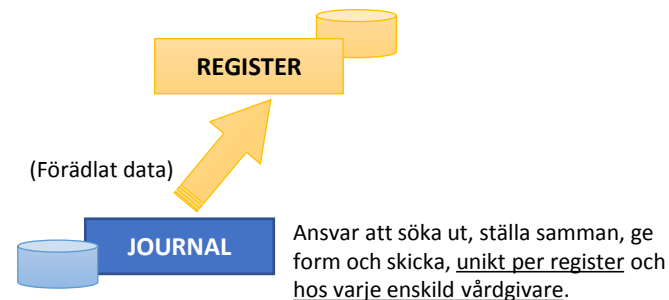 REGISTER
(Förädlat data)
JOURNAL
Ansvar att söka ut, ställa samman, ge
form och skicka, unikt per register och
hos varje enskild vårdgivare.